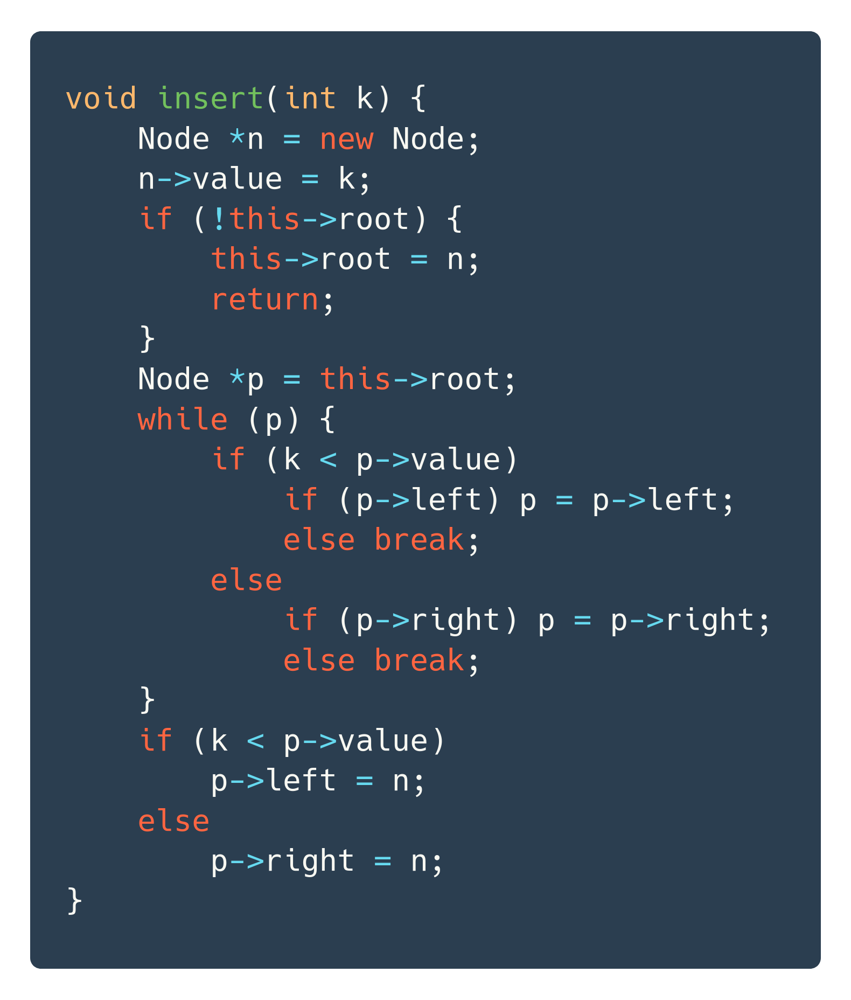 void insert(int k) {
    Node *n = new Node;
    n->value = k;
    if (!this->root) {
        this->root = n;
        return;
    }
    Node *p = this->root;
    while (p) {
        if (k < p->value)
            if (p->left) p = p->left;
            else break;
        else
            if (p->right) p = p->right;
            else break;
    }
    if (k < p->value)
        p->left = n;
    else
        p->right = n;
}